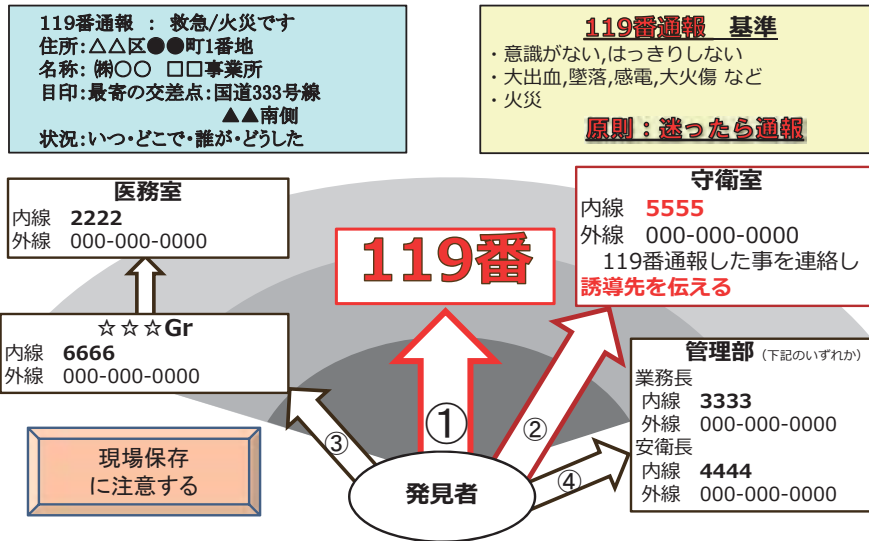 119番通報 : 救急/火災です
住所:△△区●●町1番地
名称:㈱〇〇 □□事業所
目印:最寄の交差点:国道333号線
▲▲南側
状況:いつ・どこで・誰が・どうした
119番通報 基準
・意識がない,はっきりしない
・大出血,墜落,感電,大火傷 など
・火災
原則：迷ったら通報
医務室
内線 2222
外線 000-000-0000
119番
守衛室
内線 5555
外線 000-000-0000
119番通報した事を連絡し
誘導先を伝える
☆☆☆Gr
内線 6666
外線 000-000-0000
管理部 (下記のいずれか)
業務長
内線 3333
外線 000-000-0000
安衛長
内線 4444
外線 000-000-0000
①
②
③
④
現場保存
に注意する
発見者